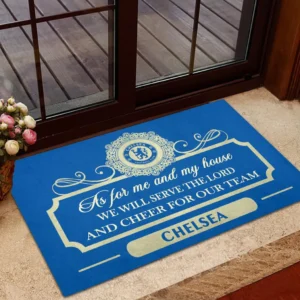 As for me and my house
WE WILL SERVE THE LORD
AND CHEER FOR OUR TEAM
CHELSEA